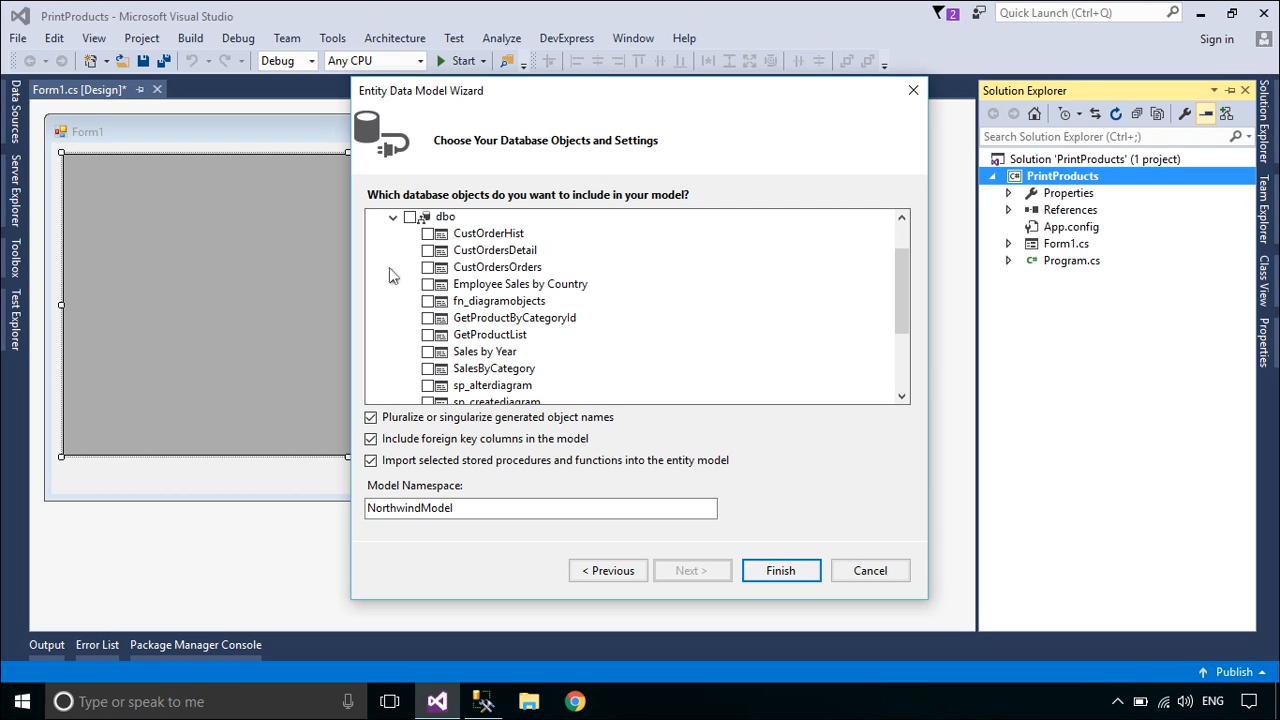 PrintProducts - Microsoft Visual Studio
2
Quick Launch (Ctrl+Q)
File Edit View Project Build Debug Team Tools Architecture Test Analyze DevExpress Window Help
Sign in
Debug Any CPU Start
Form1.cs [Design]*
Data Sources
Server Explorer
Toolbox
Test Explorer
Form1
Entity Data Model Wizard
Choose Your Database Objects and Settings
Which database objects do you want to include in your model?
dbo
CustOrderHist
CustOrdersDetail
CustOrdersOrders
Employee Sales by Country
fn_diagramobjects
GetProductByCategoryId
GetProductList
Sales by Year
SalesByCategory
sp_alterdiagram
sp_creatediagram
Pluralize or singularize generated object names
Include foreign key columns in the model
Import selected stored procedures and functions into the entity model
Model Namespace:
NorthwindModel
< Previous Next > Finish Cancel
Solution Explorer
Search Solution Explorer (Ctrl+;)
Solution 'PrintProducts' (1 project)
C# PrintProducts
Properties
References
App.config
Form1.cs
Program.cs
Solution Explorer
Team Explorer
Class View
Properties
Output Error List Package Manager Console
Publish
Type or speak to me
ENG